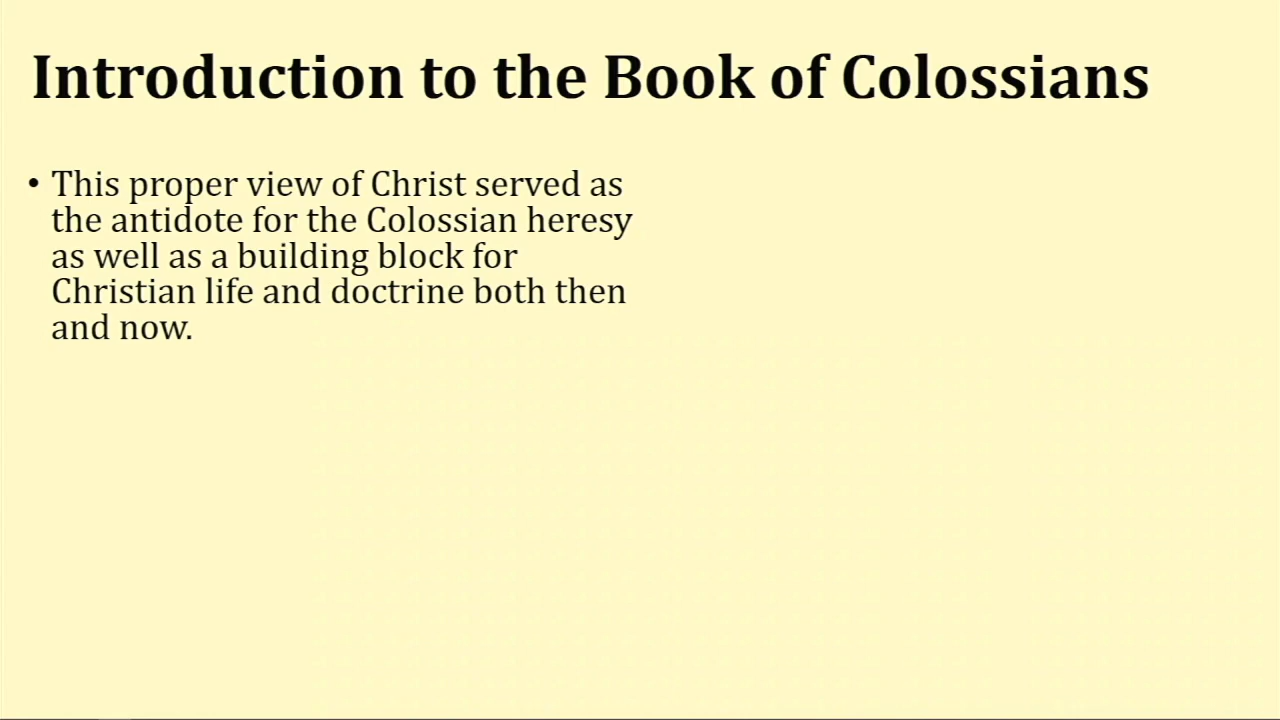 Introduction to the Book of Colossians
• This proper view of Christ served as
the antidote for the Colossian heresy
as well as a building block for
Christian life and doctrine both then
and now.